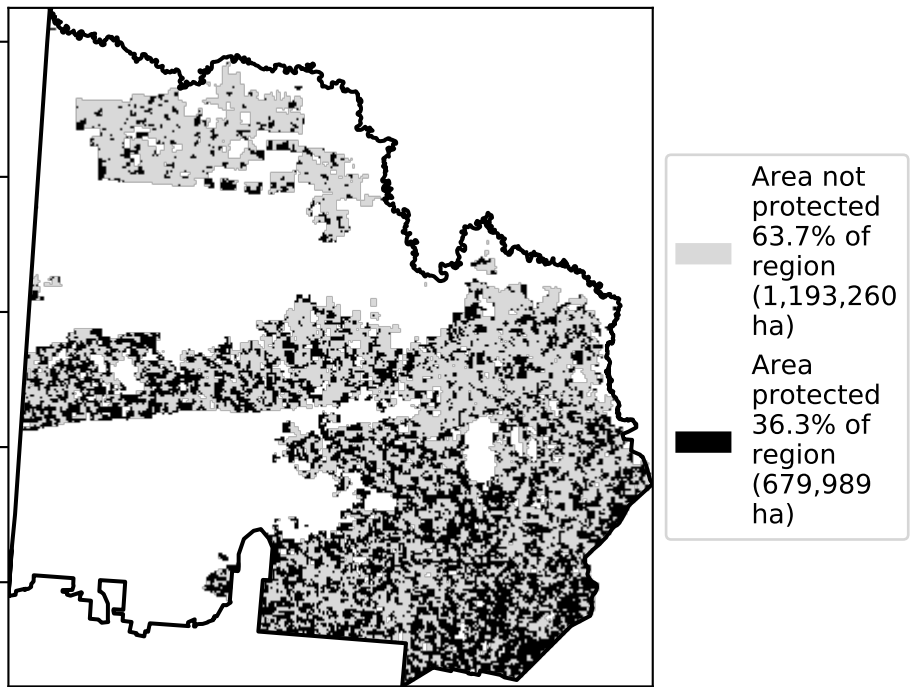 Area not
protected
63.7% of
region
(1,193,260
ha)
Area
protected
36.3% of
region
(679,989
ha)